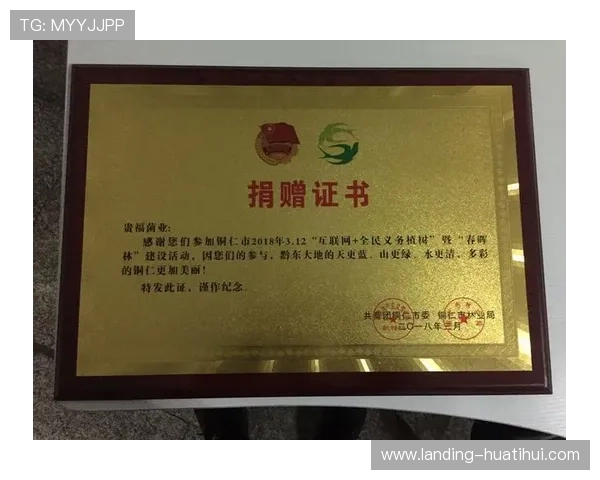 TG: MYYJJPP
捐赠证书
贵福菌业:
感谢您们参加铜仁市2018年3.12“互联网+全民义务植树”暨“春晖
林”建设活动，因您们的参与，黔东大地的天更蓝、山更绿、水更清，多彩
的铜仁更加美丽！
特发此证，谨作纪念
共青团铜仁市委 铜仁市林业局
二〇一八年三月
www.landing-huatihui.com